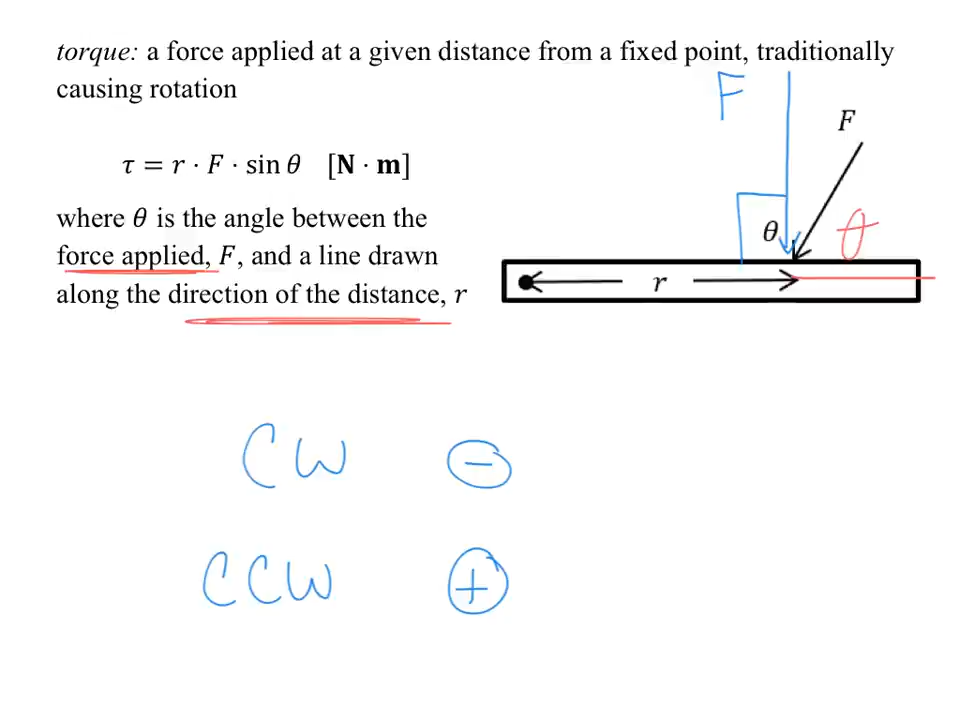 torque: a force applied at a given distance from a fixed point, traditionally
causing rotation
F
F
τ = r · F · sin θ [N · m]
where θ is the angle between the
force applied, F, and a line drawn
along the direction of the distance, r
θ
θ
r
CW −
CCW +